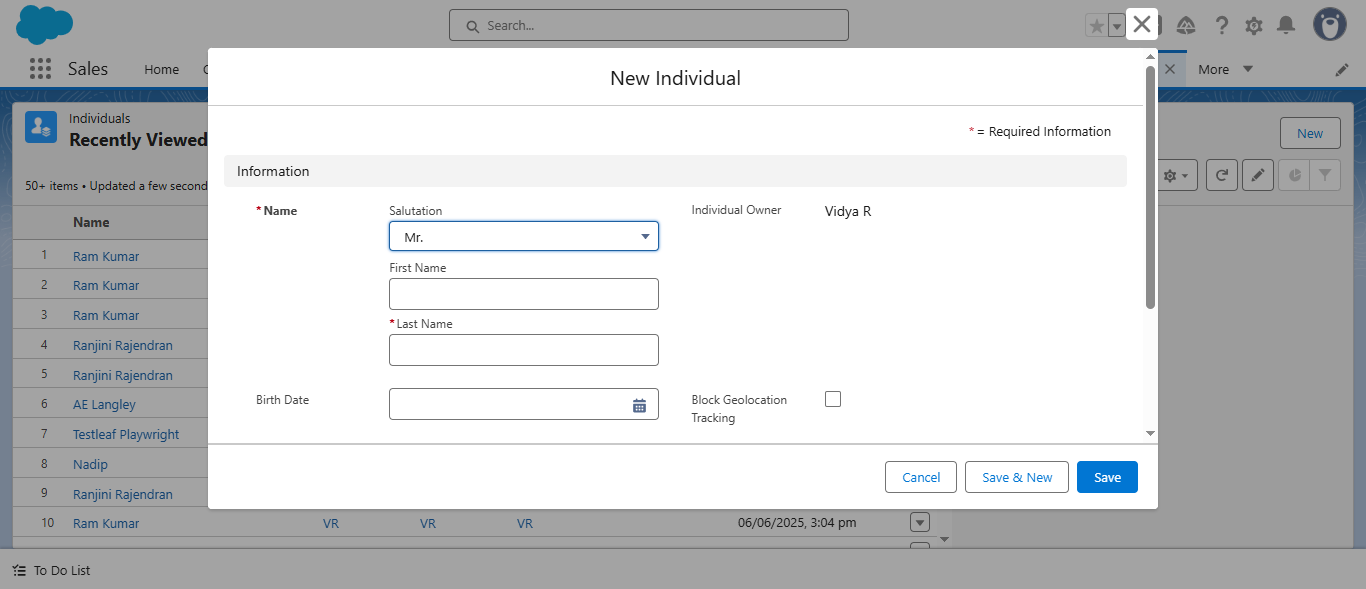 Search...
Sales Home
More
Individuals
Recently Viewed
New
50+ items • Updated a few second
Name
1 Ram Kumar
2 Ram Kumar
3 Ram Kumar
4 Ranjini Rajendran
5 Ranjini Rajendran
6 AE Langley
7 Testleaf Playwright
8 Nadip
9 Ranjini Rajendran
10 Ram Kumar VR VR VR 06/06/2025, 3:04 pm
New Individual
* = Required Information
Information
* Name
Salutation
Mr.
First Name
* Last Name
Individual Owner Vidya R
Birth Date
Block Geolocation
Tracking
Cancel Save & New Save
To Do List